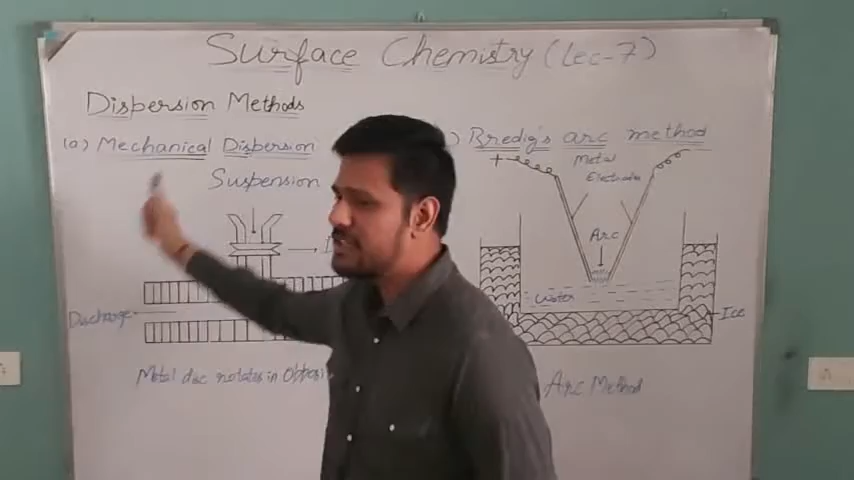 Surface Chemistry (Lec-7)
Dispersion Methods
(a) Mechanical Dispersion
Suspension
Discharge
Metal disc rotates in
) Bredig's arc method
+
-
Metal
Electrodes
Arc
Water
Ice
Arc Method